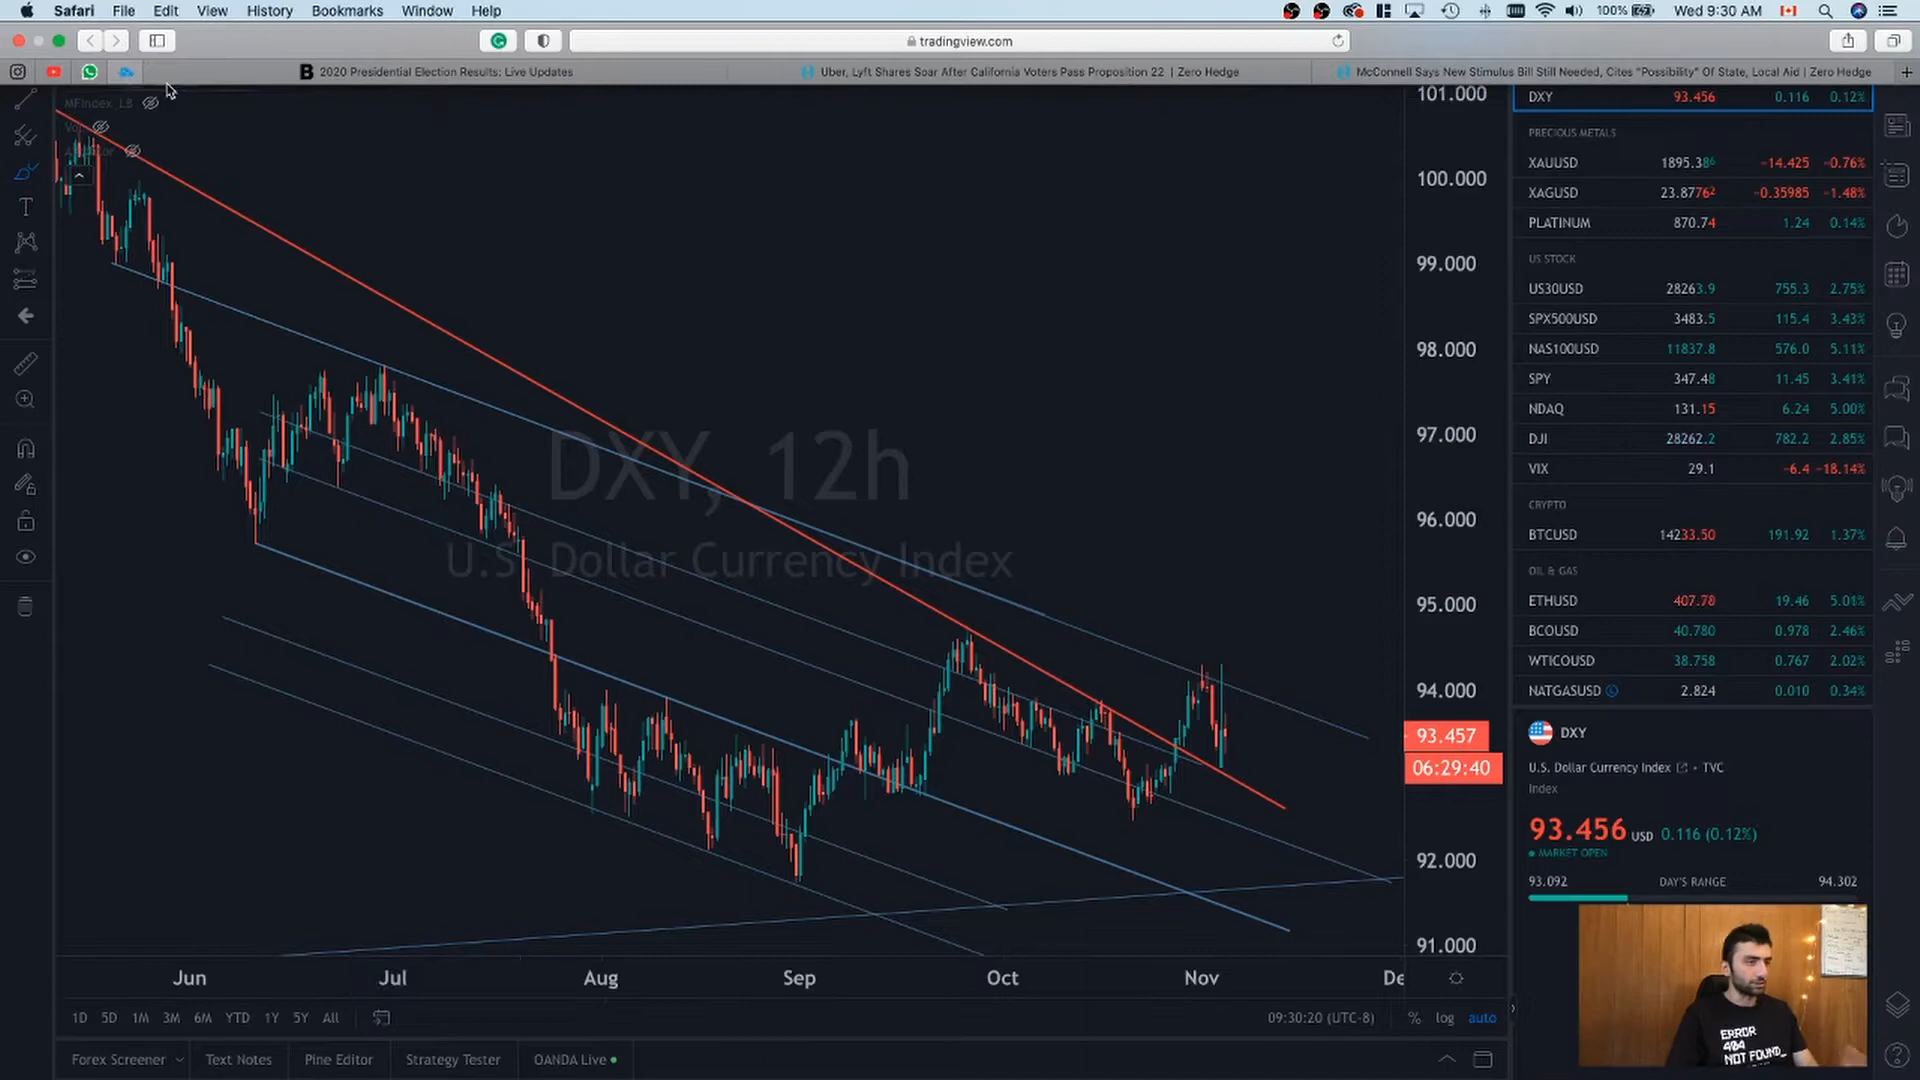 Safari File Edit View History Bookmarks Window Help
100% Wed 9:30 AM
tradingview.com
B 2020 Presidential Election Results: Live Updates
Uber, Lyft Shares Soar After California Voters Pass Proposition 22 | Zero Hedge
McConnell Says New Stimulus Bill Still Needed, Cites "Possibility" Of State, Local Aid | Zero Hedge
MFIndex_LB
Vol
DXY, 12h
U.S. Dollar Currency Index
101.000
100.000
99.000
98.000
97.000
96.000
95.000
94.000
93.457
06:29:40
92.000
91.000
Jun Jul Aug Sep Oct Nov De
1D 5D 1M 3M 6M YTD 1Y 5Y All
09:30:20 (UTC-8) % log auto
Forex Screener Text Notes Pine Editor Strategy Tester OANDA Live
DXY 93.456 0.116 0.12%
PRECIOUS METALS
XAUUSD 1895.386 −14.425 −0.76%
XAGUSD 23.87762 −0.35985 −1.48%
PLATINUM 870.74 1.24 0.14%
US STOCK
US30USD 28263.9 755.3 2.75%
SPX500USD 3483.5 115.4 3.43%
NAS100USD 11837.8 576.0 5.11%
SPY 347.48 11.45 3.41%
NDAQ 131.15 6.24 5.00%
DJI 28262.2 782.2 2.85%
VIX 29.1 −6.4 −18.14%
CRYPTO
BTCUSD 14233.50 191.92 1.37%
OIL & GAS
ETHUSD 407.78 19.46 5.01%
BCOUSD 40.780 0.978 2.46%
WTICOUSD 38.758 0.767 2.02%
NATGASUSD 2.824 0.010 0.34%
DXY
U.S. Dollar Currency Index • TVC
Index
93.456 USD 0.116 (0.12%)
MARKET OPEN
93.092 DAY'S RANGE 94.302
ERROR
404
NOT FOUND_